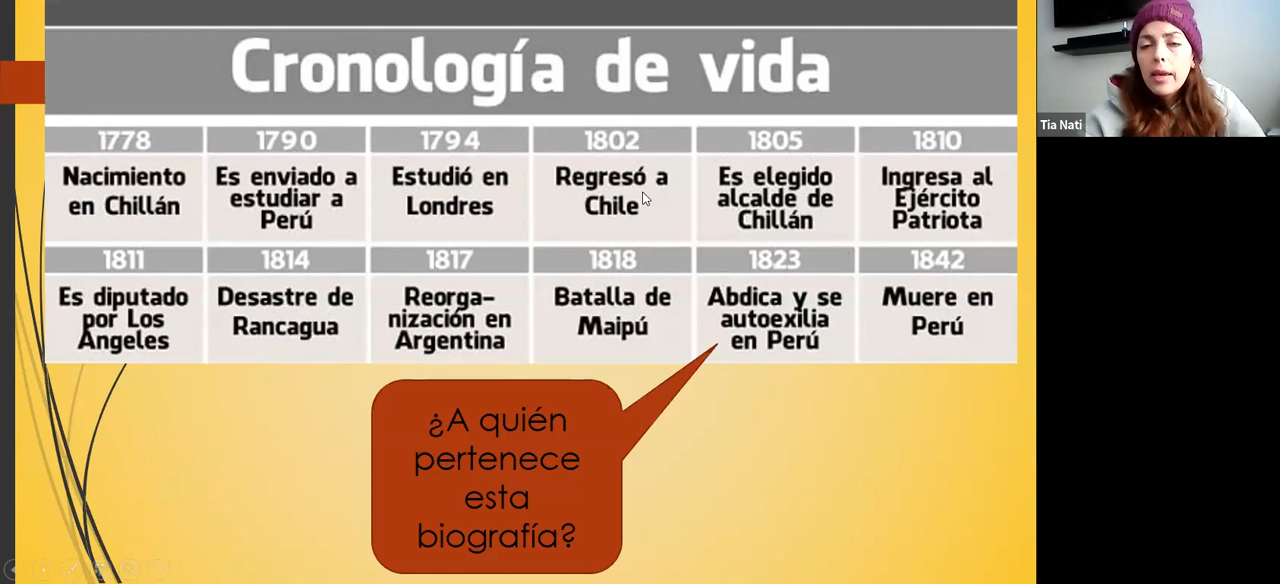 Cronología de vida
1778
1790
1794
1802
1805
1810
Nacimiento
en Chillán
Es enviado a
estudiar a
Perú
Estudió en
Londres
Regresó a
Chile
Es elegido
alcalde de
Chillán
Ingresa al
Ejército
Patriota
1811
1814
1817
1818
1823
1842
Es diputado
por Los
Ángeles
Desastre de
Rancagua
Reorga-
nización en
Argentina
Batalla de
Maipú
Abdica y se
autoexilia
en Perú
Muere en
Perú
¿A quién
pertenece
esta
biografía?
Tia Nati